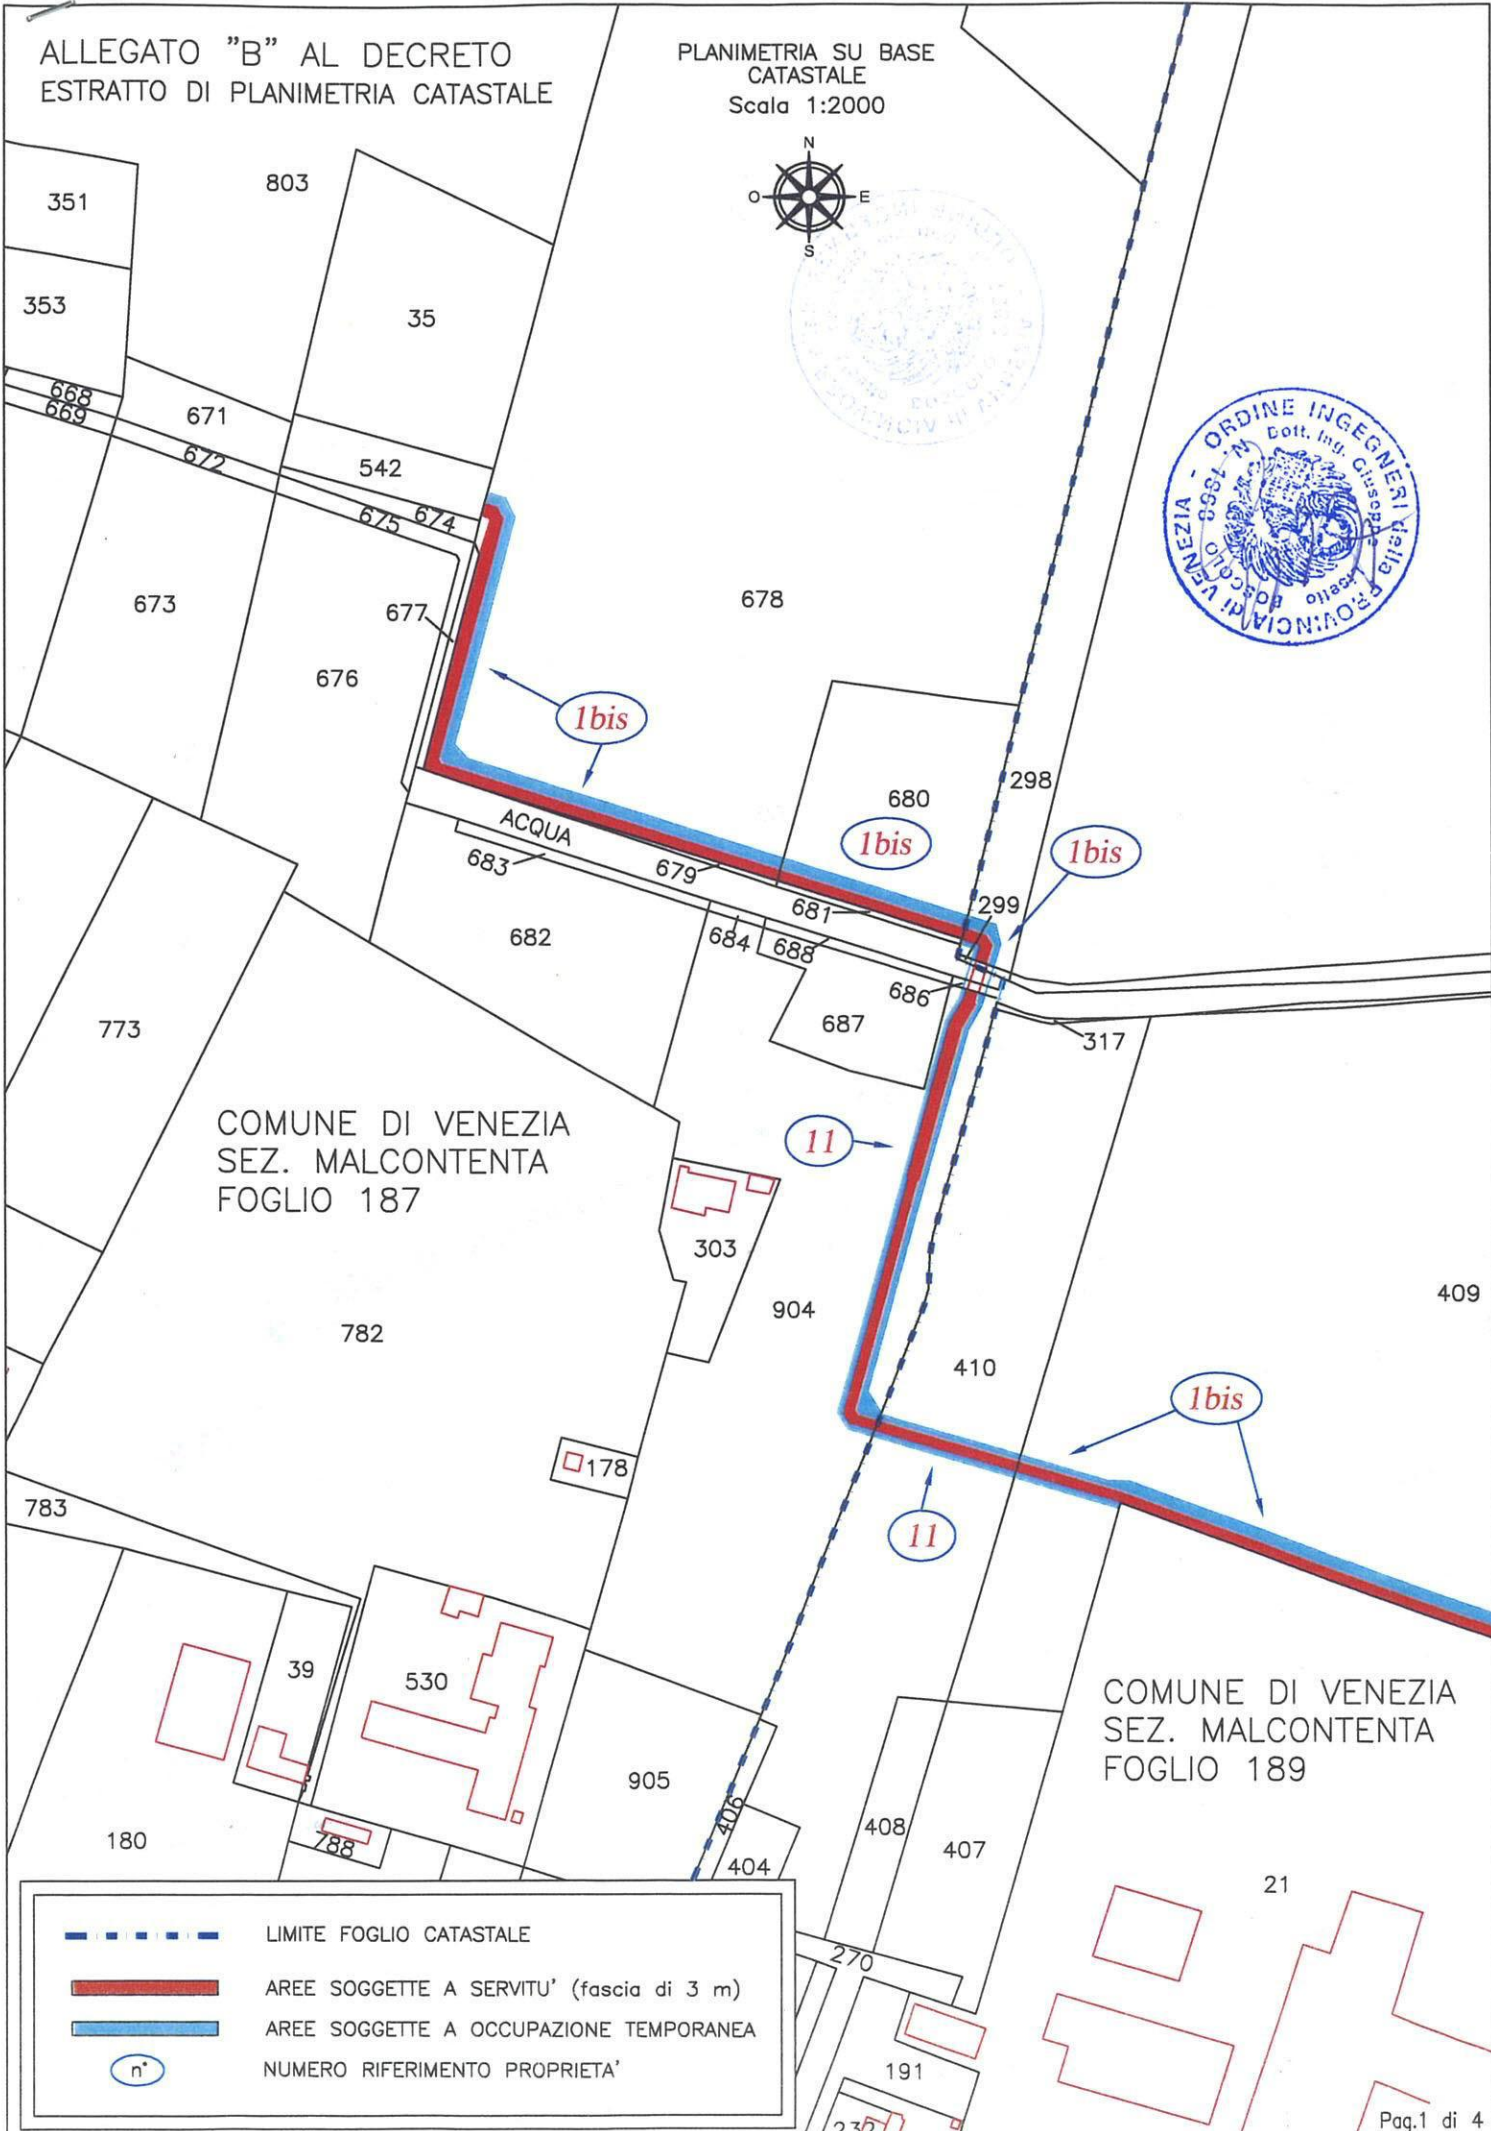 ALLEGATO "B" AL DECRETO
ESTRATTO DI PLANIMETRIA CATASTALE
PLANIMETRIA SU BASE
CATASTALE
Scala 1:2000
N
O
E
S
351
803
353
35
668
669
671
672
542
674
675
ORDINE INGEGNERI della PROVINCIA di VENEZIA -
Dott. Ing. Giuseppe
BOSCOLO
673
677
676
678
1bis
680
298
1bis
1bis
ACQUA
683
679
681
299
682
684
688
686
687
317
773
COMUNE DI VENEZIA
SEZ. MALCONTENTA
FOGLIO 187
11
303
904
409
782
410
1bis
178
783
11
39
530
COMUNE DI VENEZIA
SEZ. MALCONTENTA
FOGLIO 189
905
406
408
407
180
788
404
21
270
191
232
LIMITE FOGLIO CATASTALE
AREE SOGGETTE A SERVITU' (fascia di 3 m)
AREE SOGGETTE A OCCUPAZIONE TEMPORANEA
n°
NUMERO RIFERIMENTO PROPRIETA'
Pag.1 di 4